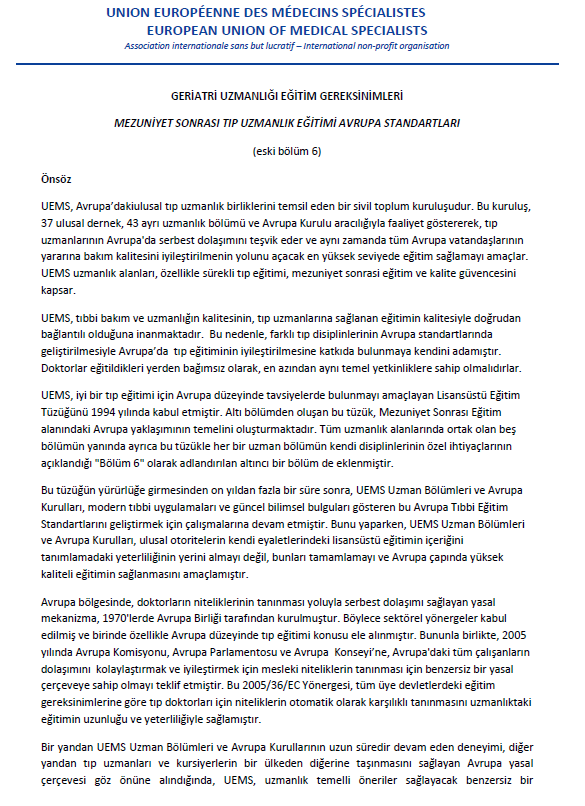 UNION EUROPÉENNE DES MÉDECINS SPÉCIALISTES
EUROPEAN UNION OF MEDICAL SPECIALISTS
Association internationale sans but lucratif – International non-profit organisation
GERİATRİ UZMANLIĞI EĞİTİM GEREKSİNİMLERİ
MEZUNİYET SONRASI TIP UZMANLIK EĞİTİMİ AVRUPA STANDARTLARI
(eski bölüm 6)
Önsöz
UEMS, Avrupa'dakiulusal tıp uzmanlık birliklerini temsil eden bir sivil toplum kuruluşudur. Bu kuruluş,
37 ulusal dernek, 43 ayrı uzmanlık bölümü ve Avrupa Kurulu aracılığıyla faaliyet göstererek, tıp
uzmanlarının Avrupa'da serbest dolaşımını teşvik eder ve aynı zamanda tüm Avrupa vatandaşlarının
yararına bakım kalitesini iyileştirilmenin yolunu açacak en yüksek seviyede eğitim sağlamayı amaçlar.
UEMS uzmanlık alanları, özellikle sürekli tıp eğitimi, mezuniyet sonrasi eğitim ve kalite güvencesini
kapsar.
UEMS, tıbbi bakım ve uzmanlığın kalitesinin, tıp uzmanlarına sağlanan eğitimin kalitesiyle doğrudan
bağlantılı olduğuna inanmaktadır. Bu nedenle, farklı tıp disiplinlerinin Avrupa standartlarında
geliştirilmesiyle Avrupa'da tıp eğitiminin iyileştirilmesine katkıda bulunmaya kendini adamıştır.
Doktorlar eğitildikleri yerden bağımsız olarak, en azından aynı temel yetkinliklere sahip olmalıdırlar.
UEMS, iyi bir tıp eğitimi için Avrupa düzeyinde tavsiyelerde bulunmayı amaçlayan Lisansüstü Eğitim
Tüzüğünü 1994 yılında kabul etmiştir. Altı bölümden oluşan bu tüzük, Mezuniyet Sonrası Eğitim
alanındaki Avrupa yaklaşımının temelini oluşturmaktadır. Tüm uzmanlık alanlarında ortak olan beş
bölümün yanında ayrıca bu tüzükle her bir uzman bölümün kendi disiplinlerinin özel ihtiyaçlarının
açıklandığı "Bölüm 6" olarak adlandırılan altıncı bir bölüm de eklenmiştir.
Bu tüzüğün yürürlüğe girmesinden on yıldan fazla bir süre sonra, UEMS Uzman Bölümleri ve Avrupa
Kurulları, modern tıbbi uygulamaları ve güncel bilimsel bulguları gösteren bu Avrupa Tıbbi Eğitim
Standartlarını geliştirmek için çalışmalarına devam etmiştir. Bunu yaparken, UEMS Uzman Bölümleri
ve Avrupa Kurulları, ulusal otoritelerin kendi eyaletlerindeki lisansüstü eğitimin içeriğini
tanımlamadaki yeterliliğinin yerini almayı değil, bunları tamamlamayı ve Avrupa çapında yüksek
kaliteli eğitimin sağlanmasını amaçlamıştır.
Avrupa bölgesinde, doktorların niteliklerinin tanınması yoluyla serbest dolaşımı sağlayan yasal
mekanizma, 1970'lerde Avrupa Birliği tarafından kurulmuştur. Böylece sektörel yönergeler kabul
edilmiş ve birinde özellikle Avrupa düzeyinde tıp eğitimi konusu ele alınmıştır. Bununla birlikte, 2005
yılında Avrupa Komisyonu, Avrupa Parlamentosu ve Avrupa Konseyi'ne, Avrupa'daki tüm çalışanların
dolaşımını kolaylaştırmak ve iyileştirmek için mesleki niteliklerin tanınması için benzersiz bir yasal
çerçeveye sahip olmayı teklif etmiştir. Bu 2005/36/EC Yönergesi, tüm üye devletlerdeki eğitim
gereksinimlerine göre tıp doktorları için niteliklerin otomatik olarak karşılıklı tanınmasını uzmanlıktaki
eğitimin uzunluğu ve yeterliliğiyle sağlamıştır.
Bir yandan UEMS Uzman Bölümleri ve Avrupa Kurullarının uzun süredir devam eden deneyimi, diğer
yandan tıp uzmanları ve kursiyerlerin bir ülkeden diğerine taşınmasını sağlayan Avrupa yasal
çerçevesi göz önüne alındığında, UEMS, uzmanlık temelli öneriler sağlayacak benzersiz bir